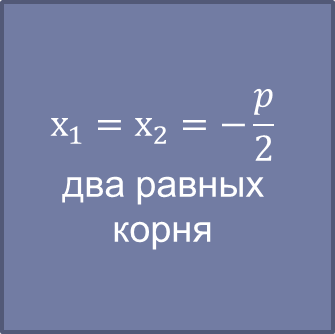 x₁ = x₂ = −p/2
два равных
корня